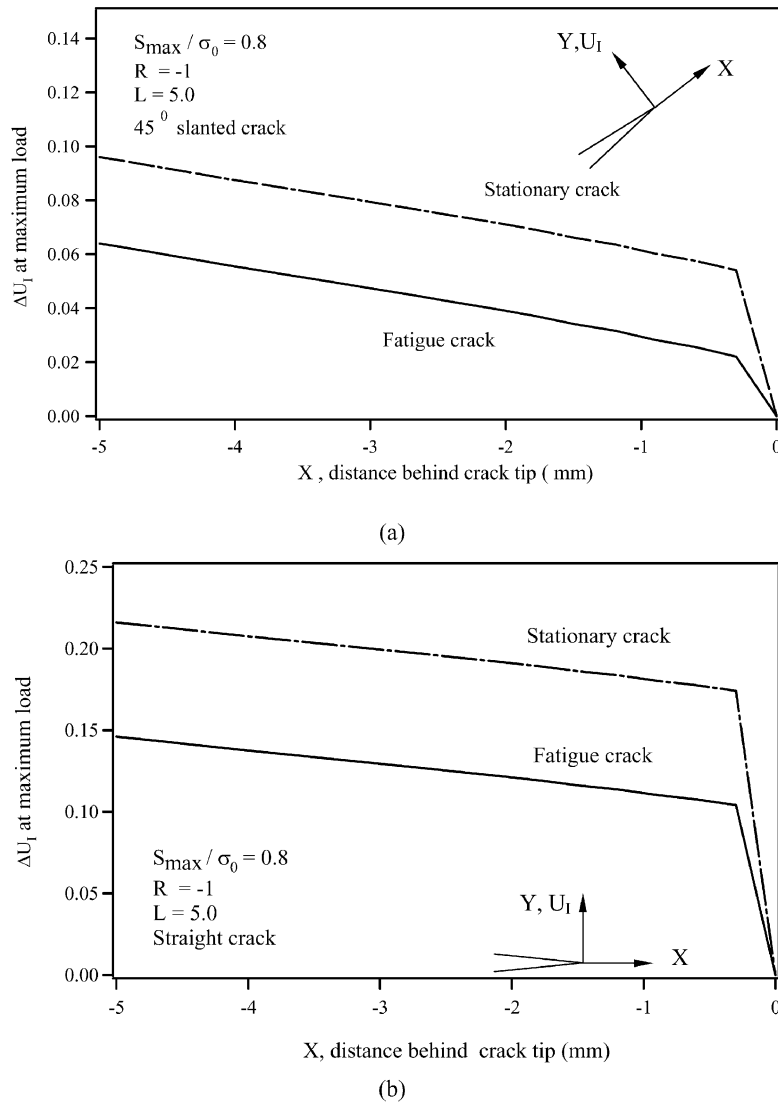 0.14
0.12
0.10
0.08
0.06
0.04
0.02
0.00
ΔU_I at maximum load
S_max / σ_0 = 0.8
R = -1
L = 5.0
45^0 slanted crack
Y,U_I
X
Stationary crack
Fatigue crack
-5 -4 -3 -2 -1 0
X , distance behind crack tip ( mm)
(a)
0.25
0.20
0.15
0.10
0.05
0.00
ΔU_I at maximum load
Stationary crack
Fatigue crack
S_max / σ_0 = 0.8
R = -1
L = 5.0
Straight crack
Y, U_I
X
-5 -4 -3 -2 -1 0
X, distance behind crack tip (mm)
(b)